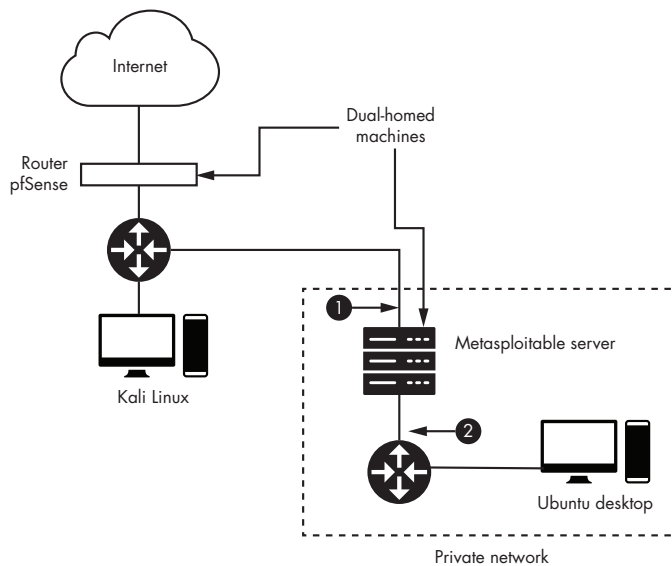 Internet
Dual-homed
machines
Router
pfSense
1
Metasploitable server
Kali Linux
2
Ubuntu desktop
Private network